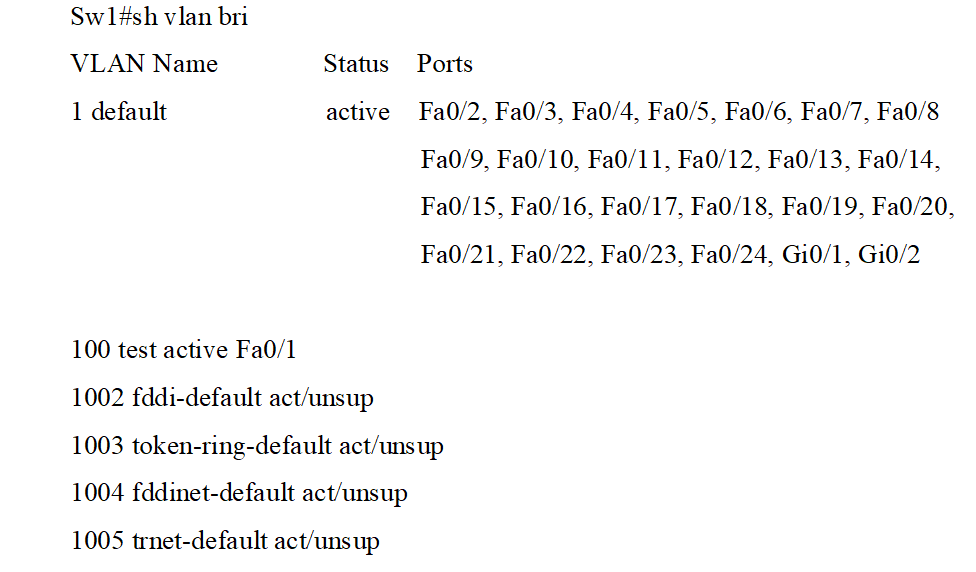 Sw1#sh vlan bri
VLAN Name Status Ports
1 default active Fa0/2, Fa0/3, Fa0/4, Fa0/5, Fa0/6, Fa0/7, Fa0/8
Fa0/9, Fa0/10, Fa0/11, Fa0/12, Fa0/13, Fa0/14,
Fa0/15, Fa0/16, Fa0/17, Fa0/18, Fa0/19, Fa0/20,
Fa0/21, Fa0/22, Fa0/23, Fa0/24, Gi0/1, Gi0/2
100 test active Fa0/1
1002 fddi-default act/unsup
1003 token-ring-default act/unsup
1004 fddinet-default act/unsup
1005 trnet-default act/unsup